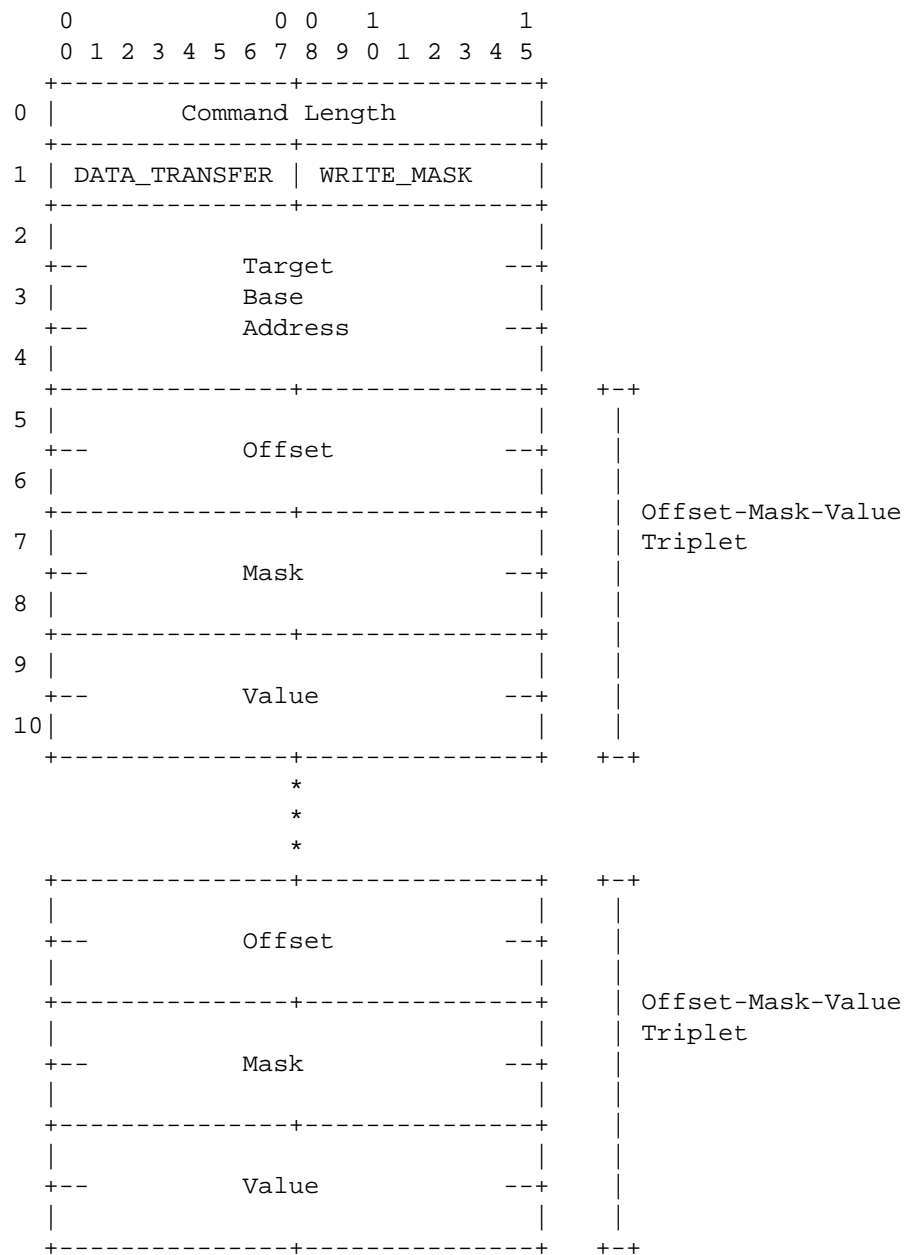 0             0 0   1         1
     0 1 2 3 4 5 6 7 8 9 0 1 2 3 4 5
    +---------------+---------------+
 0  |        Command Length         |
    +---------------+---------------+
 1  | DATA_TRANSFER | WRITE_MASK    |
    +---------------+---------------+
 2  |                               |
    +--          Target           --+
 3  |            Base               |
    +--          Address          --+
 4  |                               |
    +---------------+---------------+   +-+
 5  |                               |    |
    +--          Offset           --+    |
 6  |                               |    |
    +---------------+---------------+    | Offset-Mask-Value
 7  |                               |    | Triplet
    +--          Mask             --+    |
 8  |                               |    |
    +---------------+---------------+    |
 9  |                               |    |
    +--          Value            --+    |
 10|                               |    |
    +---------------+---------------+   +-+
                    *
                    *
                    *
    +---------------+---------------+   +-+
    |                               |    |
    +--          Offset           --+    |
    |                               |    |
    +---------------+---------------+    | Offset-Mask-Value
    |                               |    | Triplet
    +--          Mask             --+    |
    |                               |    |
    +---------------+---------------+    |
    |                               |    |
    +--          Value            --+    |
    |                               |    |
    +---------------+---------------+   +-+